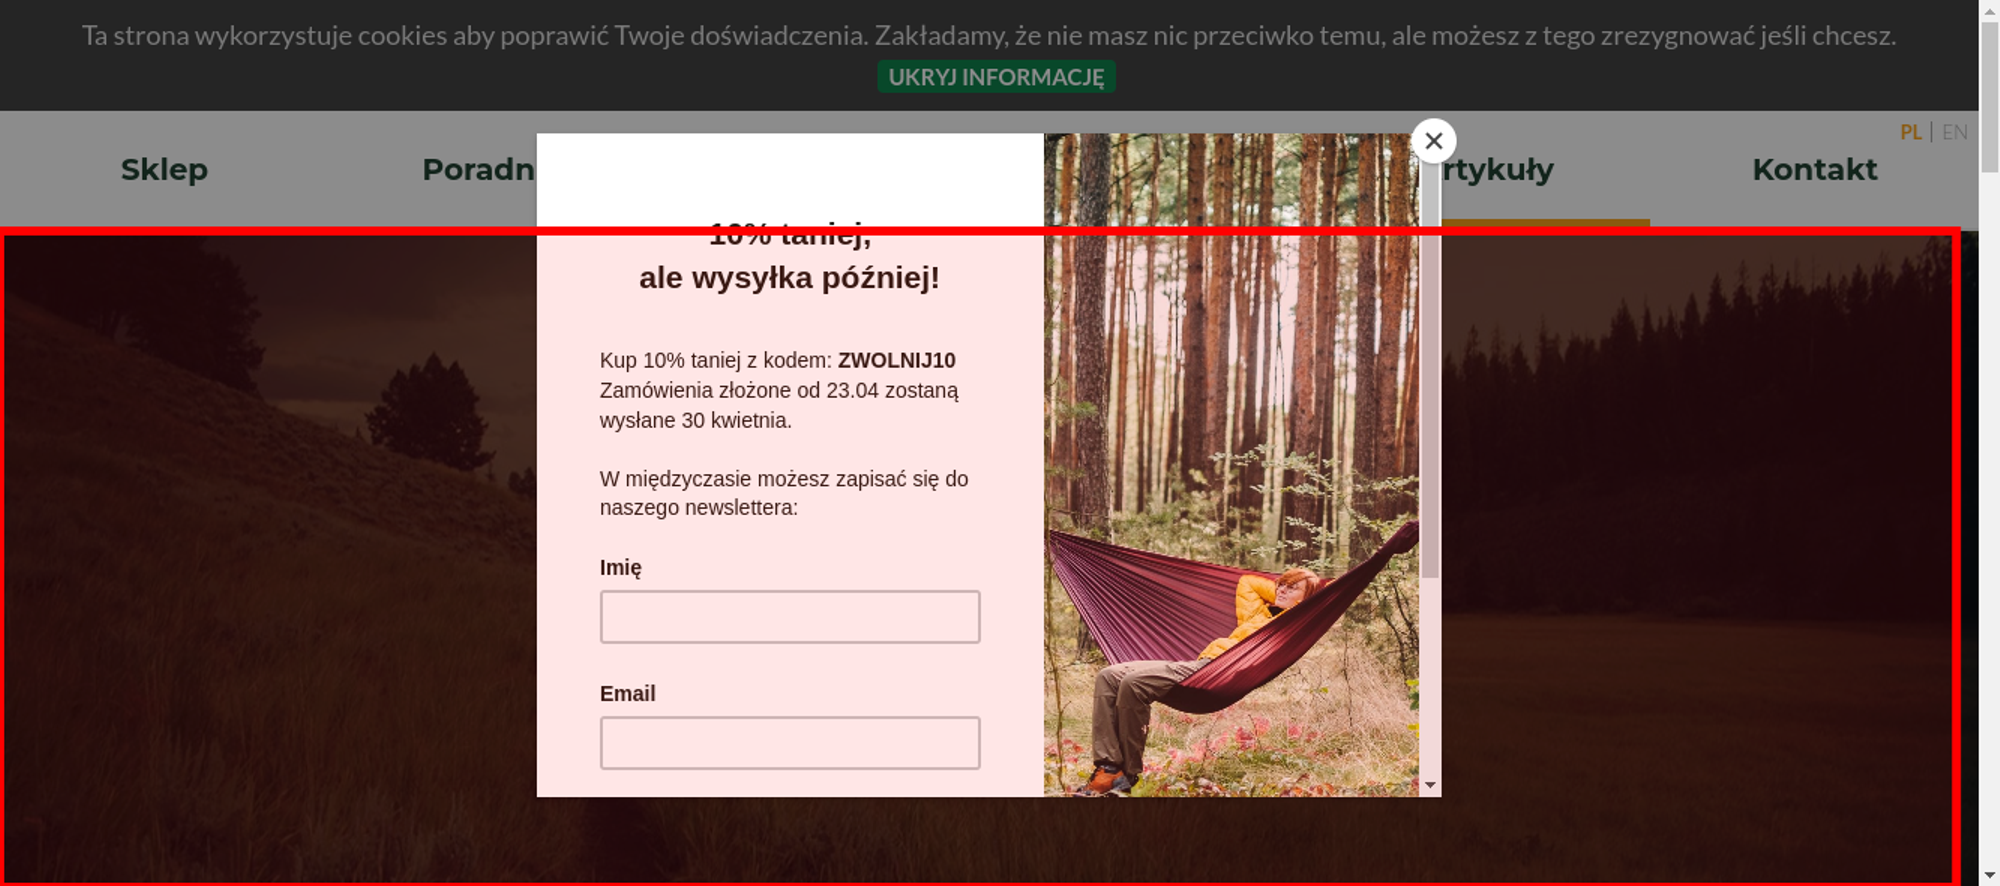 Ta strona wykorzystuje cookies aby poprawić Twoje doświadczenia. Zakładamy, że nie masz nic przeciwko temu, ale możesz z tego zrezygnować jeśli chcesz.
UKRYJ INFORMACJĘ
PL | EN
Sklep
Poradn
rtykuły
Kontakt
10% taniej,
ale wysyłka później!
Kup 10% taniej z kodem: ZWOLNIJ10
Zamówienia złożone od 23.04 zostaną
wysłane 30 kwietnia.
W międzyczasie możesz zapisać się do
naszego newslettera:
Imię
Email